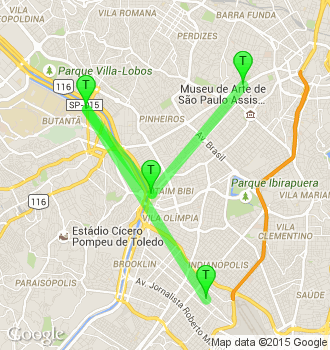 VILA ROMANA
BARRA FUNDA
VILA
LEOPOLDINA
PERDIZES
Parque Villa-Lobos
116
T
T
SP-015
Museu de Arte de
São Paulo Assis...
BUTANTÃ
PINHEIROS
Av. Brasil
T
ITAIM BIBI
Parque Ibirapuera
116
VILA MARIANA
VILA OLIMPIA
Estádio Cícero
Pompeu de Toledo
VILA
CLEMENTINO
BROOKLIN
INDIANÓPOLIS
T
PARAISÓPOLIS
Av. Jornalista Roberto M
Google
Map data ©2015 Google